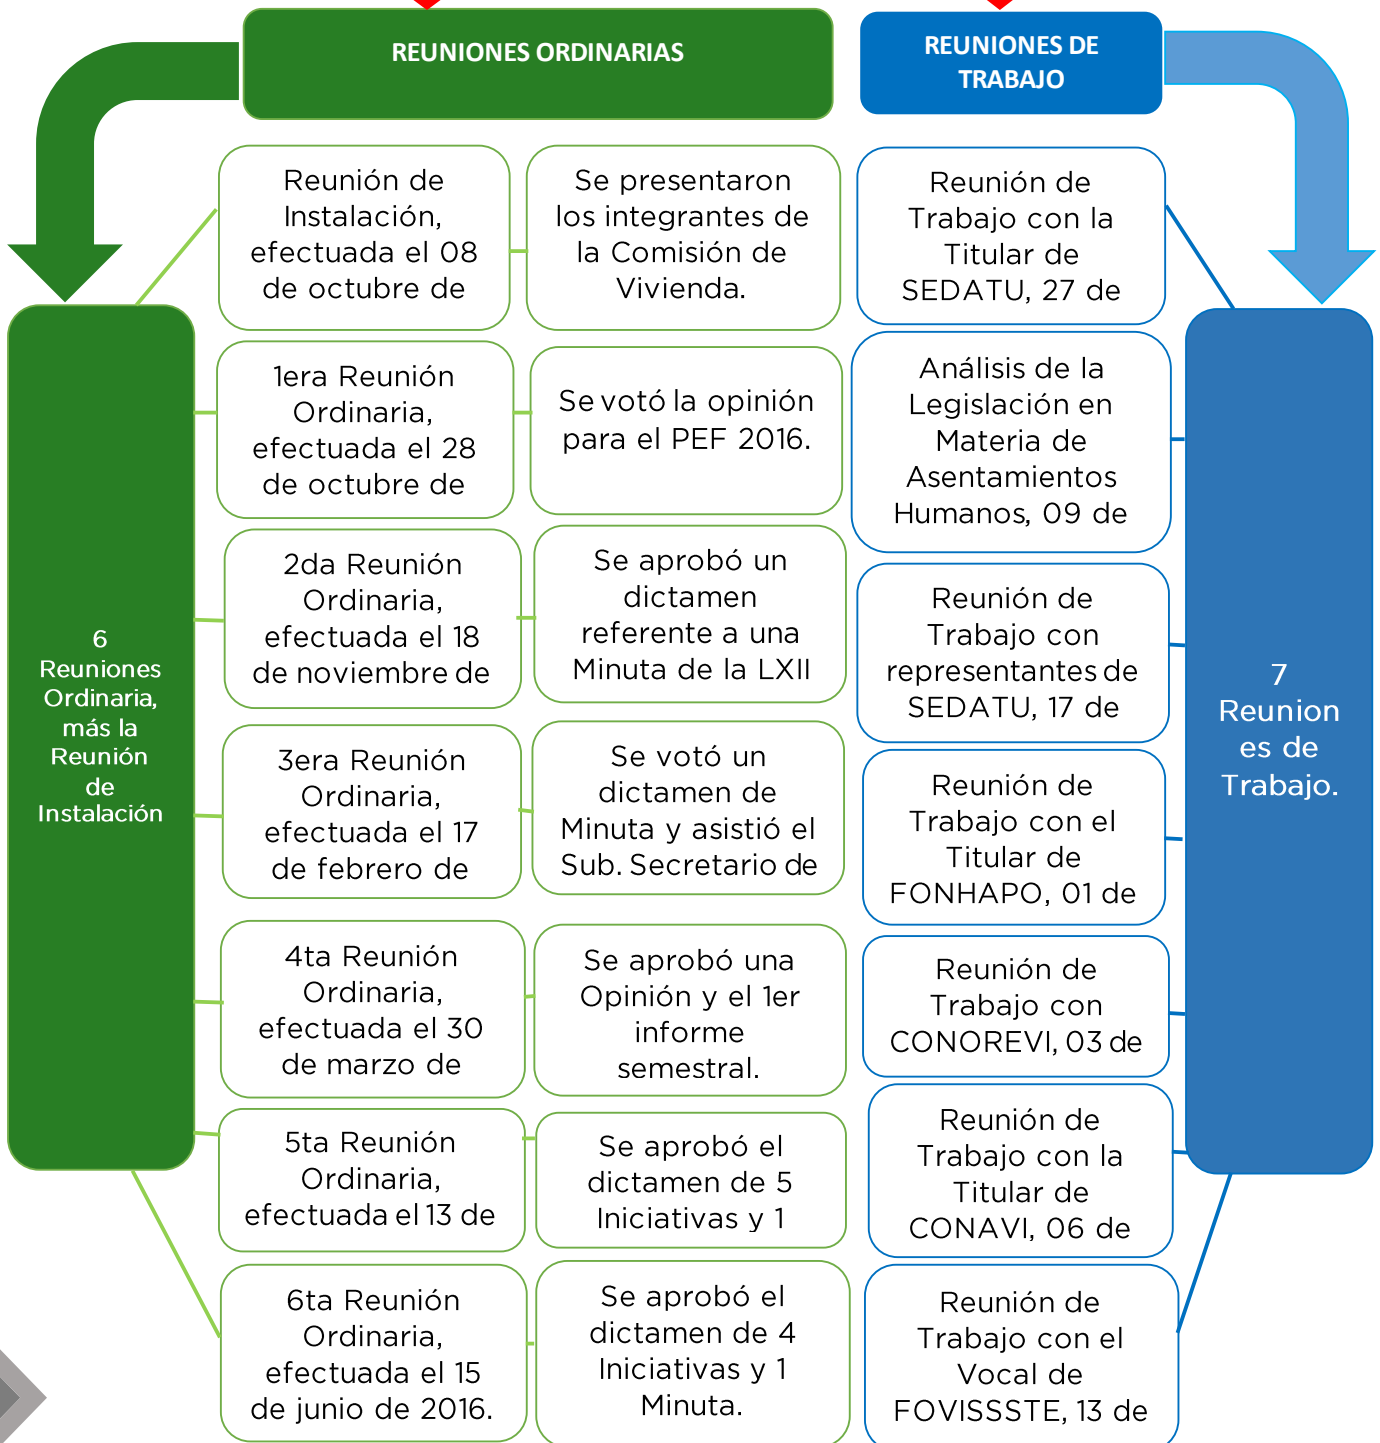 REUNIONES ORDINARIAS
REUNIONES DE
TRABAJO
6
Reuniones
Ordinaria,
más la
Reunión
de
Instalación
Reunión de
Instalación,
efectuada el 08
de octubre de
Se presentaron
los integrantes de
la Comisión de
Vivienda.
1era Reunión
Ordinaria,
efectuada el 28
de octubre de
Se votó la opinión
para el PEF 2016.
2da Reunión
Ordinaria,
efectuada el 18
de noviembre de
Se aprobó un
dictamen
referente a una
Minuta de la LXII
3era Reunión
Ordinaria,
efectuada el 17
de febrero de
Se votó un
dictamen de
Minuta y asistió el
Sub. Secretario de
4ta Reunión
Ordinaria,
efectuada el 30
de marzo de
Se aprobó una
Opinión y el 1er
informe
semestral.
5ta Reunión
Ordinaria,
efectuada el 13 de
Se aprobó el
dictamen de 5
Iniciativas y 1
6ta Reunión
Ordinaria,
efectuada el 15
de junio de 2016.
Se aprobó el
dictamen de 4
Iniciativas y 1
Minuta.
Reunión de
Trabajo con la
Titular de
SEDATU, 27 de
Análisis de la
Legislación en
Materia de
Asentamientos
Humanos, 09 de
Reunión de
Trabajo con
representantes de
SEDATU, 17 de
Reunión de
Trabajo con el
Titular de
FONHAPO, 01 de
Reunión de
Trabajo con
CONOREVI, 03 de
Reunión de
Trabajo con la
Titular de
CONAVI, 06 de
Reunión de
Trabajo con el
Vocal de
FOVISSSTE, 13 de
7
Reunion
es de
Trabajo.